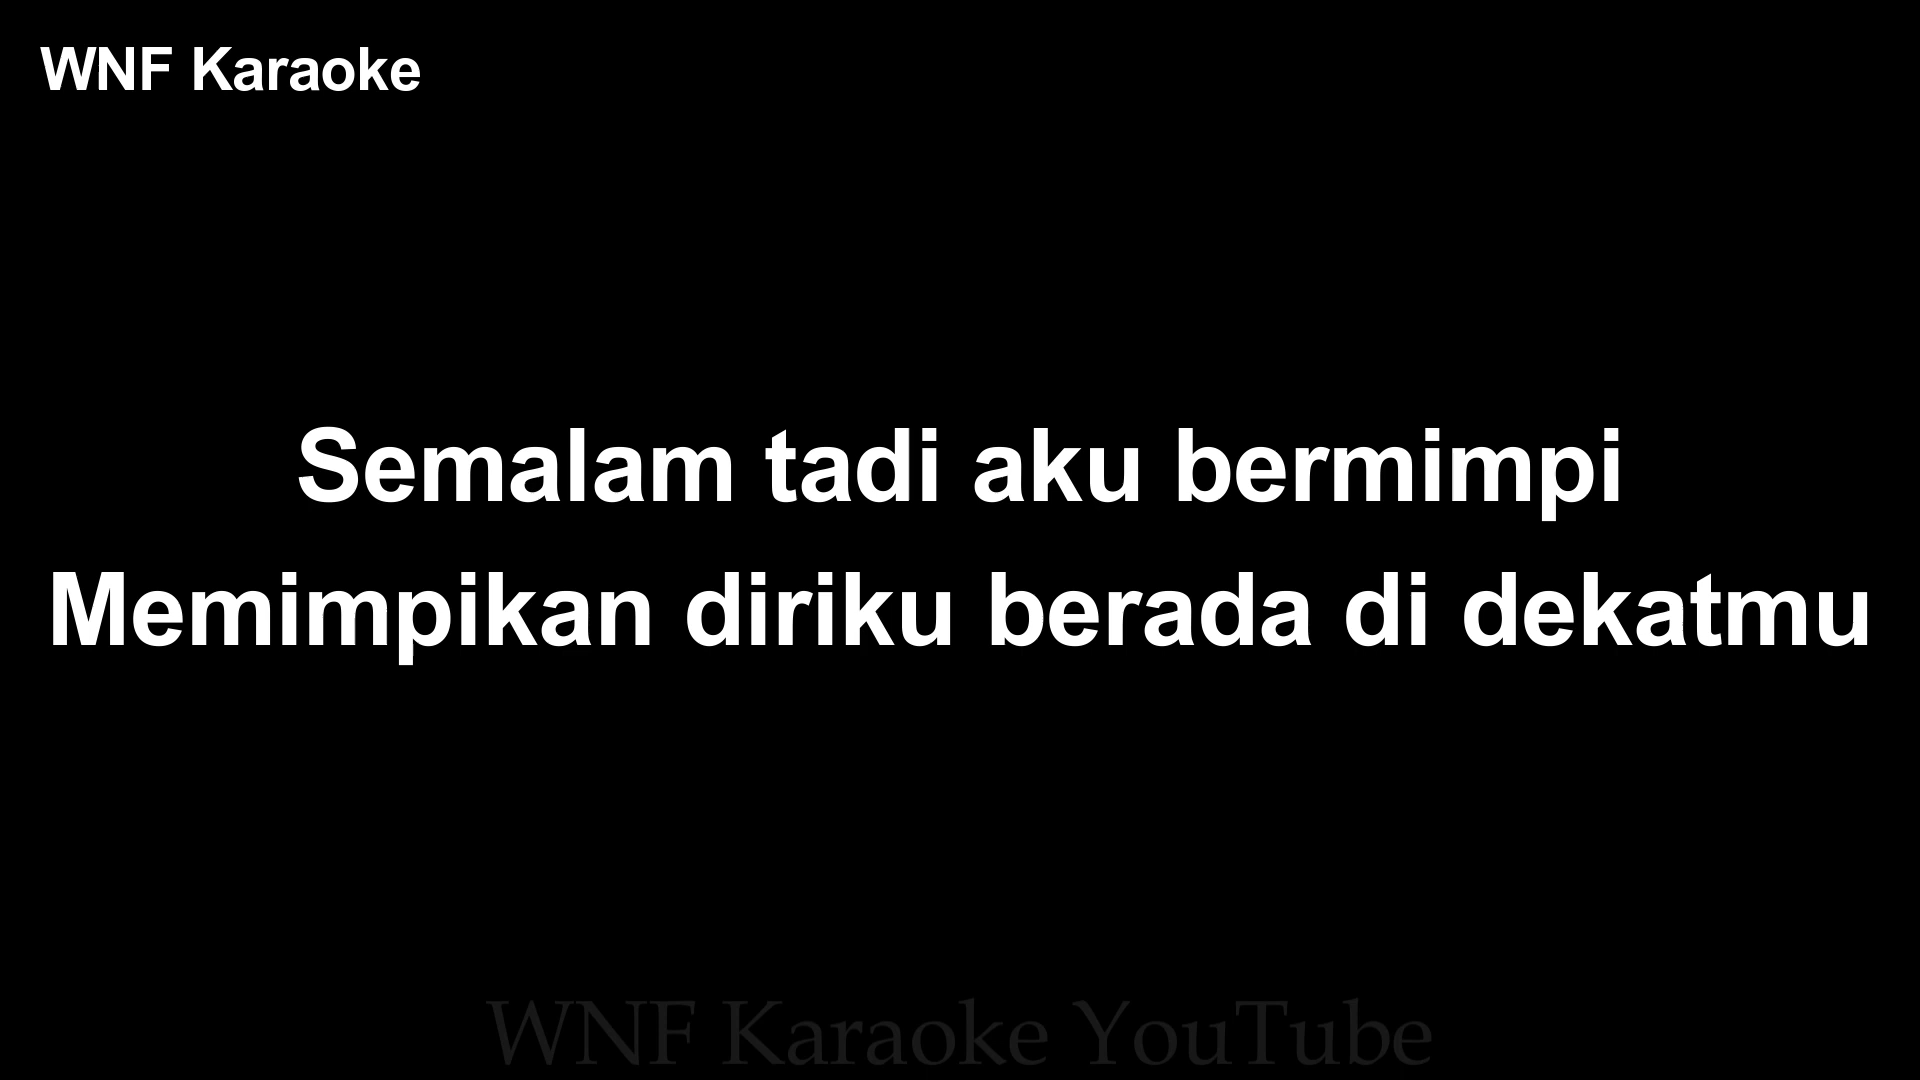 WNF Karaoke
Semalam tadi aku bermimpi
Memimpikan diriku berada di dekatmu
WNF Karaoke YouTube